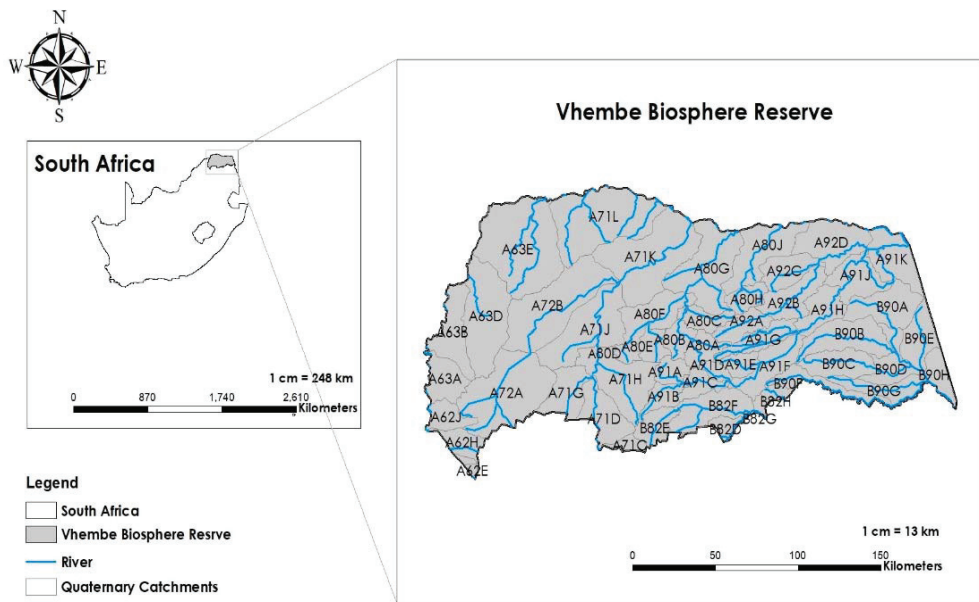 N
W E
S
South Africa
1 cm = 248 km
0 870 1,740 2,610
Kilometers
Legend
South Africa
Vhembe Biosphere Resrve
River
Quaternary Catchments
Vhembe Biosphere Reserve
A71L
A63E
A80J
A92D
A71K
A80G
A92C
A91J
A91K
A72B
A80H
A92B
A63D
A80F
A80C
A92A
A91H
B90A
A63B
A71J
A80E
A80B
A80A
A91G
B90B
B90E
A80D
A63A
A71H
A91A
A91D
A91E
A91F
B90C
B90D
B90H
A72A
A71G
A91C
B90F
B90G
A62J
A91B
B82F
B82H
A71D
B82G
A62H
B82E
B82D
A71C
A62E
1 cm = 13 km
0 50 100 150
Kilometers